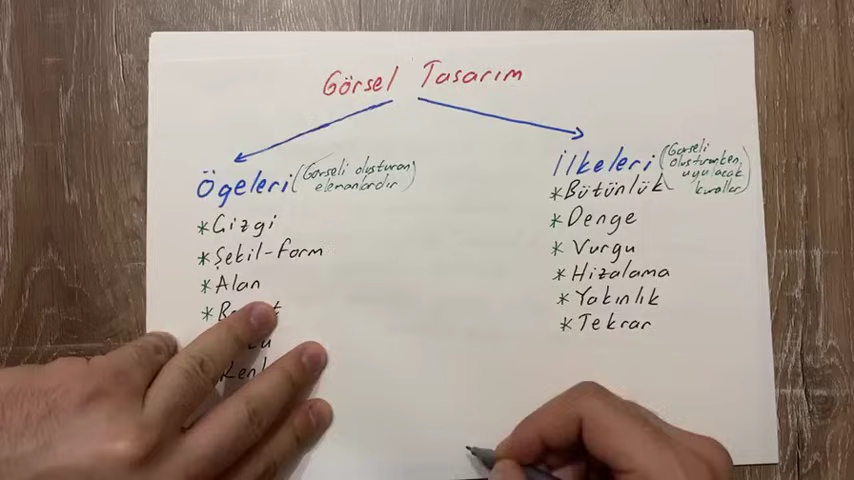 Görsel Tasarım
Ögeleri (Görseli oluşturan
elemanlardır)
*Çizgi
*Şekil-form
*Alan
*
*
*Renk
İlkeleri (Görseli
oluştururken,
uyulacak
kurallar)
*Bütünlük
*Denge
*Vurgu
*Hizalama
*Yakınlık
*Tekrar